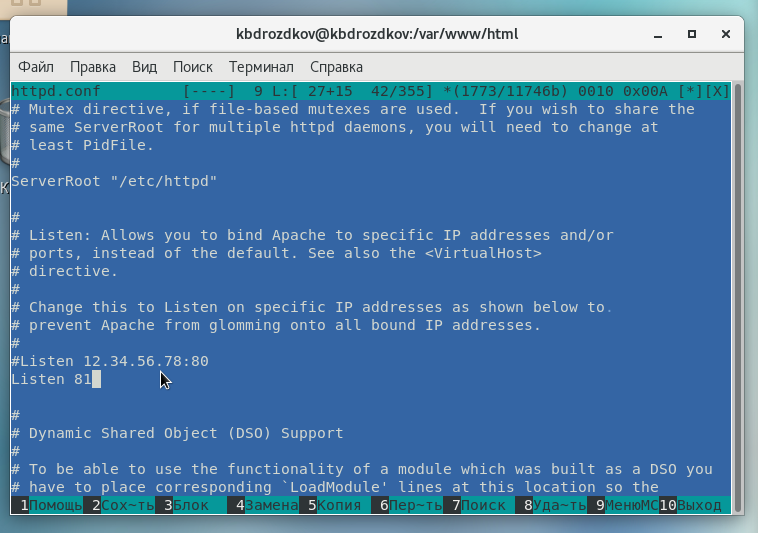 kbdrozdkov@kbdrozdkov:/var/www/html
Файл Правка Вид Поиск Терминал Справка
httpd.conf [----] 9 L:[ 27+15 42/355] *(1773/11746b) 0010 0x00A [*][X]
# Mutex directive, if file-based mutexes are used. If you wish to share the
# same ServerRoot for multiple httpd daemons, you will need to change at
# least PidFile.
#
ServerRoot "/etc/httpd"
#
# Listen: Allows you to bind Apache to specific IP addresses and/or
# ports, instead of the default. See also the <VirtualHost>
# directive.
#
# Change this to Listen on specific IP addresses as shown below to.
# prevent Apache from glomming onto all bound IP addresses.
#
#Listen 12.34.56.78:80
Listen 81
#
# Dynamic Shared Object (DSO) Support
#
# To be able to use the functionality of a module which was built as a DSO you
# have to place corresponding `LoadModule' lines at this location so the
1Помощь 2Сох~ть 3Блок 4Замена 5Копия 6Пер~ть 7Поиск 8Уда~ть 9МенюMC 10Выход